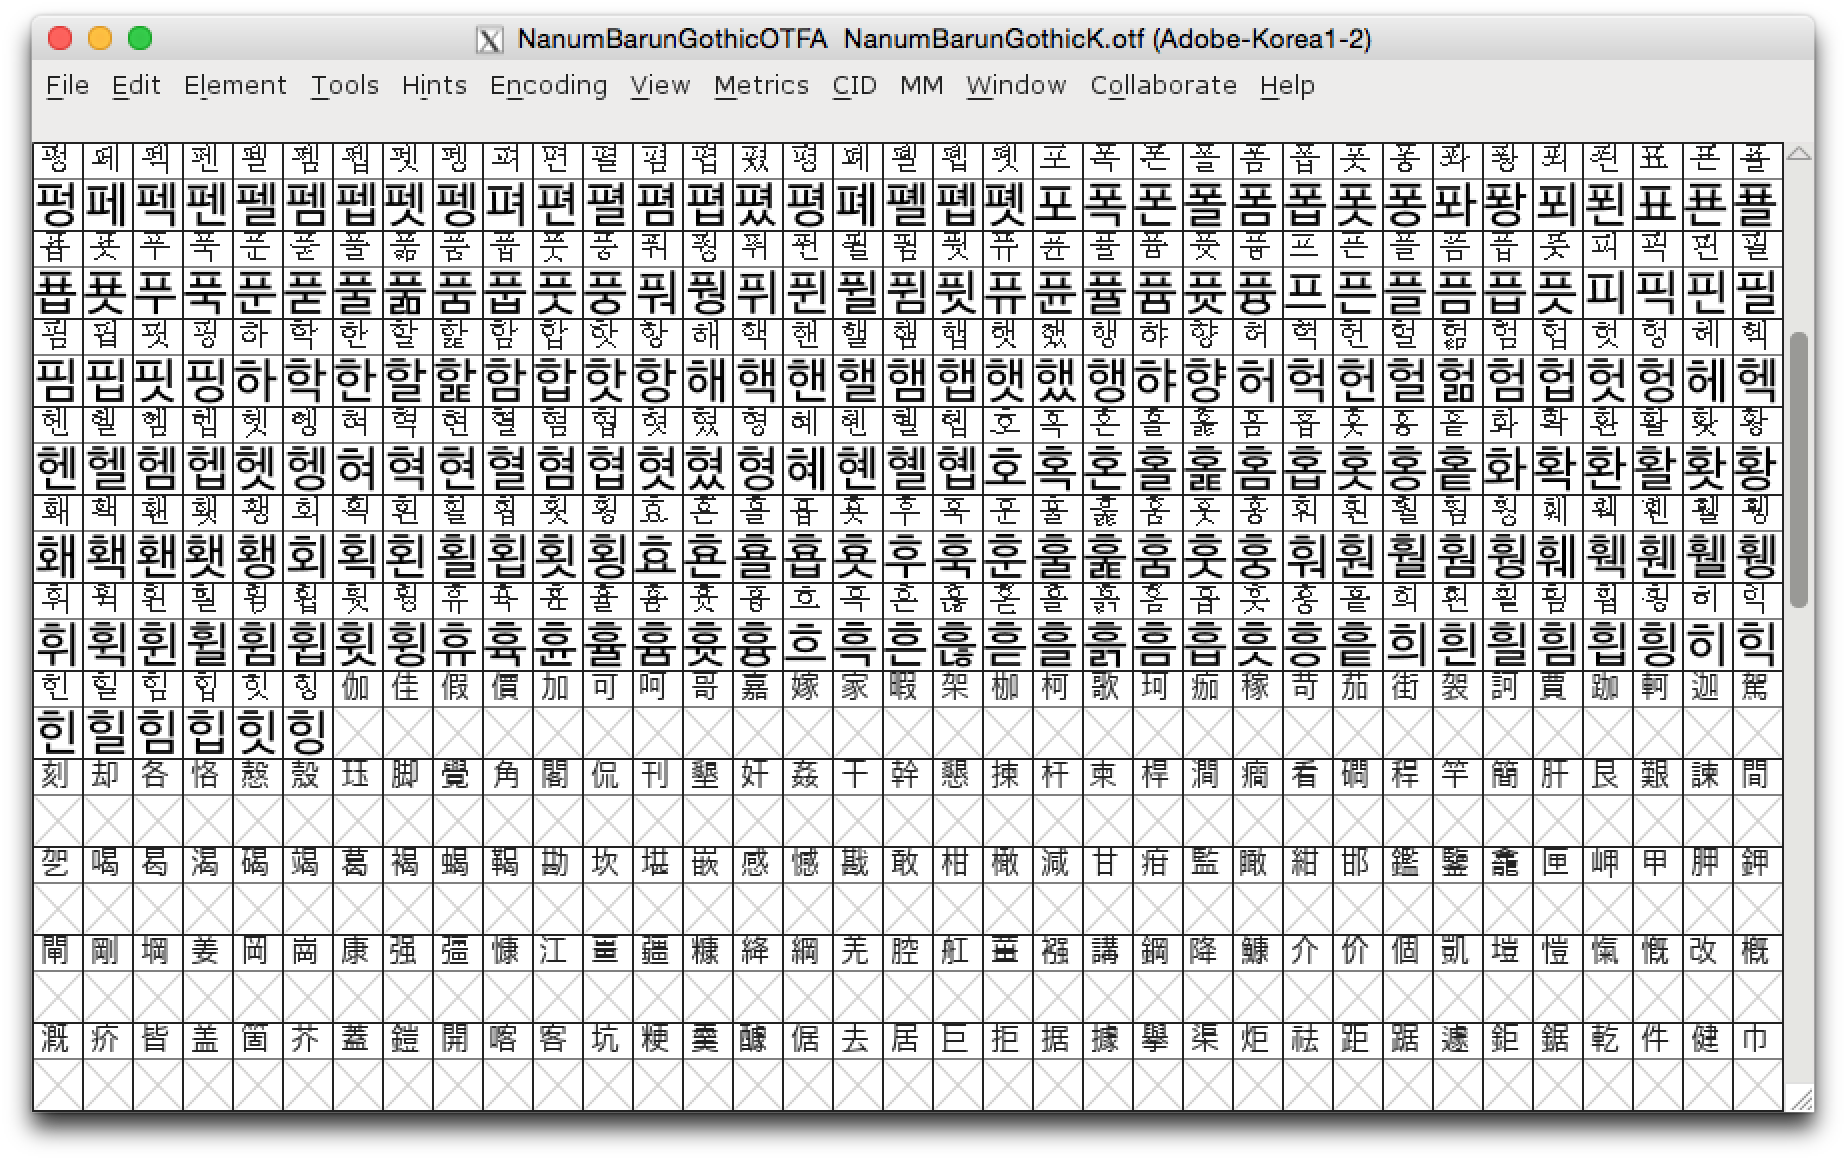 NanumBarunGothicOTFA NanumBarunGothicK.otf (Adobe-Korea1-2)
File Edit Element Tools Hints Encoding View Metrics CID MM Window Collaborate Help
펑 페 펙 펜 펠 펨 펩 펫 펭 펴 편 펼 폄 폅 폈 평 폐 폘 폡 폣 포 폭 폰 폴 폼 폽 폿 퐁 퐈 퐝 푀 푄 표 푠 푤
펑 페 펙 펜 펠 펨 펩 펫 펭 펴 편 펼 폄 폅 폈 평 폐 폘 폡 폣 포 폭 폰 폴 폼 폽 폿 퐁 퐈 퐝 푀 푄 표 푠 푤
푭 푯 푸 푹 푼 푿 풀 풂 품 풉 풋 풍 풔 풩 퓌 퓐 퓔 퓜 퓟 퓨 퓬 퓰 퓸 퓻 퓽 프 픈 플 픔 픕 픗 피 픽 핀 필
푭 푯 푸 푹 푼 푿 풀 풂 품 풉 풋 풍 풔 풩 퓌 퓐 퓔 퓜 퓟 퓨 퓬 퓰 퓸 퓻 퓽 프 픈 플 픔 픕 픗 피 픽 핀 필
핌 핍 핏 핑 하 학 한 할 핥 함 합 핫 항 해 핵 핸 핼 햄 햅 햇 했 행 햐 향 허 헉 헌 헐 헒 험 헙 헛 헝 헤 헥
핌 핍 핏 핑 하 학 한 할 핥 함 합 핫 항 해 핵 핸 핼 햄 햅 햇 했 행 햐 향 허 헉 헌 헐 헒 험 헙 헛 헝 헤 헥
헨 헬 헴 헵 헷 헹 혀 혁 현 혈 혐 협 혓 혔 형 혜 혠 혤 혭 호 혹 혼 홀 홅 홈 홉 홋 홍 홑 화 확 환 활 홧 황
헨 헬 헴 헵 헷 헹 혀 혁 현 혈 혐 협 혓 혔 형 혜 혠 혤 혭 호 혹 혼 홀 홅 홈 홉 홋 홍 홑 화 확 환 활 홧 황
홰 홱 홴 횃 횅 회 획 횐 횔 횝 횟 횡 효 횬 횰 횹 횻 후 훅 훈 훌 훑 훔 훗 훙 훠 훤 훨 훰 훵 훼 훽 휀 휄 휑
홰 홱 홴 횃 횅 회 획 횐 횔 횝 횟 횡 효 횬 횰 횹 횻 후 훅 훈 훌 훑 훔 훗 훙 훠 훤 훨 훰 훵 훼 훽 휀 휄 휑
휘 휙 휜 휠 휨 휩 휫 휭 휴 휵 휸 휼 흄 흇 흉 흐 흑 흔 흖 흗 흘 흙 흠 흡 흣 흥 흩 희 흰 흴 흼 흽 힁 히 힉
휘 휙 휜 휠 휨 휩 휫 휭 휴 휵 휸 휼 흄 흇 흉 흐 흑 흔 흖 흗 흘 흙 흠 흡 흣 흥 흩 희 흰 흴 흼 흽 힁 히 힉
힌 힐 힘 힙 힛 힝 伽 佳 假 價 加 可 呵 哥 嘉 嫁 家 暇 架 枷 柯 歌 珂 痂 稼 苛 茄 街 袈 訶 賈 跏 軻 迦 駕
힌 힐 힘 힙 힛 힝
刻 却 各 恪 慤 殼 珏 脚 覺 角 閣 侃 刊 墾 奸 姦 干 幹 懇 揀 杆 柬 桿 澗 癎 看 磵 稈 竿 簡 肝 艮 艱 諫 間
乫 喝 曷 渴 碣 竭 葛 褐 蝎 鞨 勘 坎 堪 嵌 感 憾 戡 敢 柑 橄 減 甘 疳 監 瞰 紺 邯 鑑 鑒 龕 匣 岬 甲 胛 鉀
閘 剛 堈 姜 岡 崗 康 强 彊 慷 江 畺 疆 糠 絳 綱 羌 腔 舡 薑 襁 講 鋼 降 鱇 介 价 個 凱 塏 愷 愾 慨 改 槪
漑 疥 皆 盖 箇 芥 蓋 鎧 開 喀 客 坑 粳 羹 醵 倨 去 居 巨 拒 据 據 擧 渠 炬 祛 距 踞 遽 鉅 鋸 乾 件 健 巾